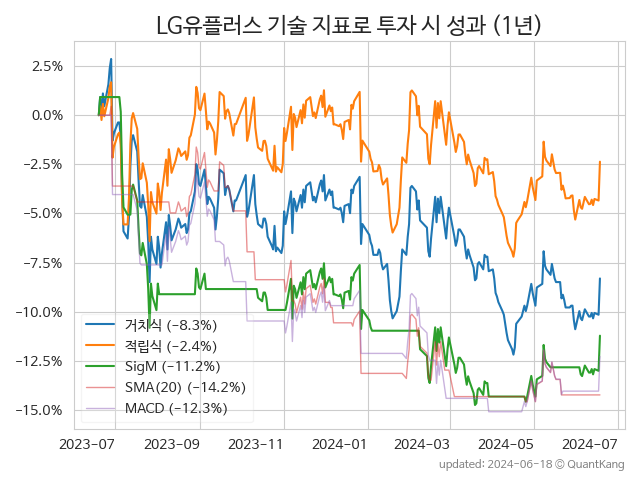 LG유플러스 기술 지표로 투자 시 성과 (1년)
2.5%
0.0%
−2.5%
−5.0%
−7.5%
−10.0%
−12.5%
−15.0%
거치식 (−8.3%)
적립식 (−2.4%)
SigM (−11.2%)
SMA(20) (−14.2%)
MACD (−12.3%)
2023−07 2023−09 2023−11 2024−01 2024−03 2024−05 2024−07
updated: 2024−06−18 ⓒ QuantKang